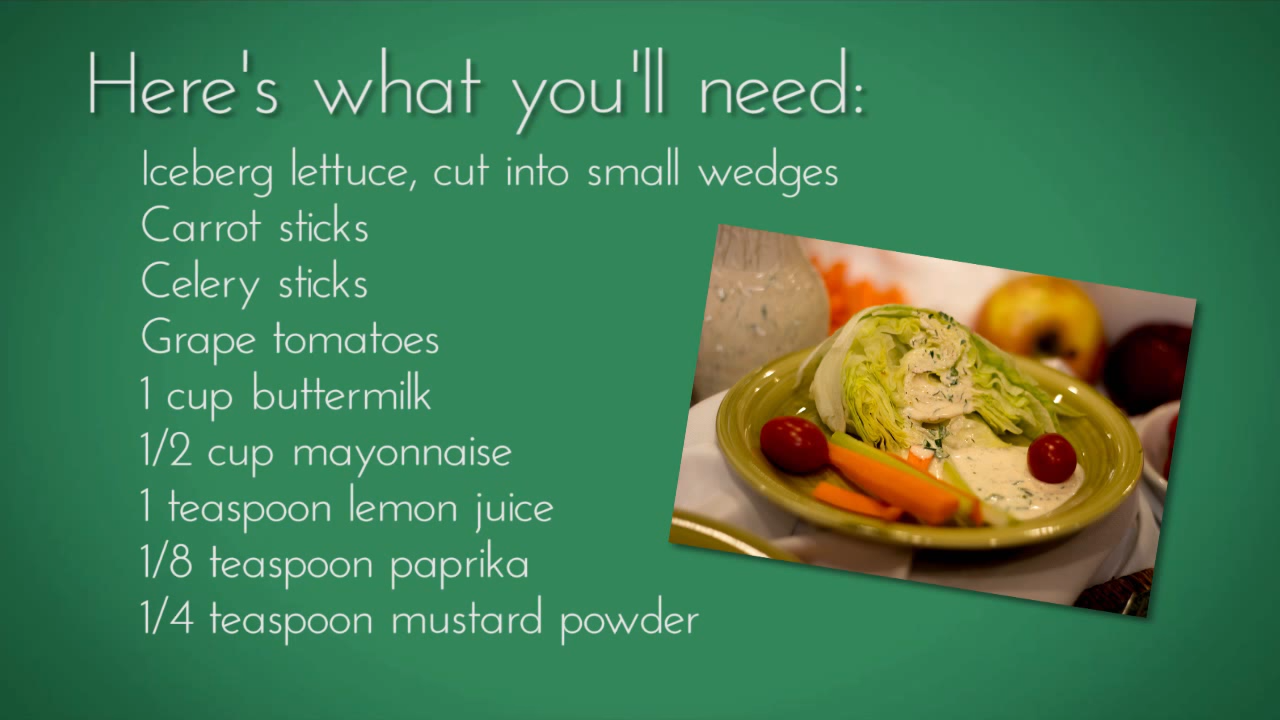 Here's what you'll need:
Iceberg lettuce, cut into small wedges
Carrot sticks
Celery sticks
Grape tomatoes
1 cup buttermilk
1/2 cup mayonnaise
1 teaspoon lemon juice
1/8 teaspoon paprika
1/4 teaspoon mustard powder